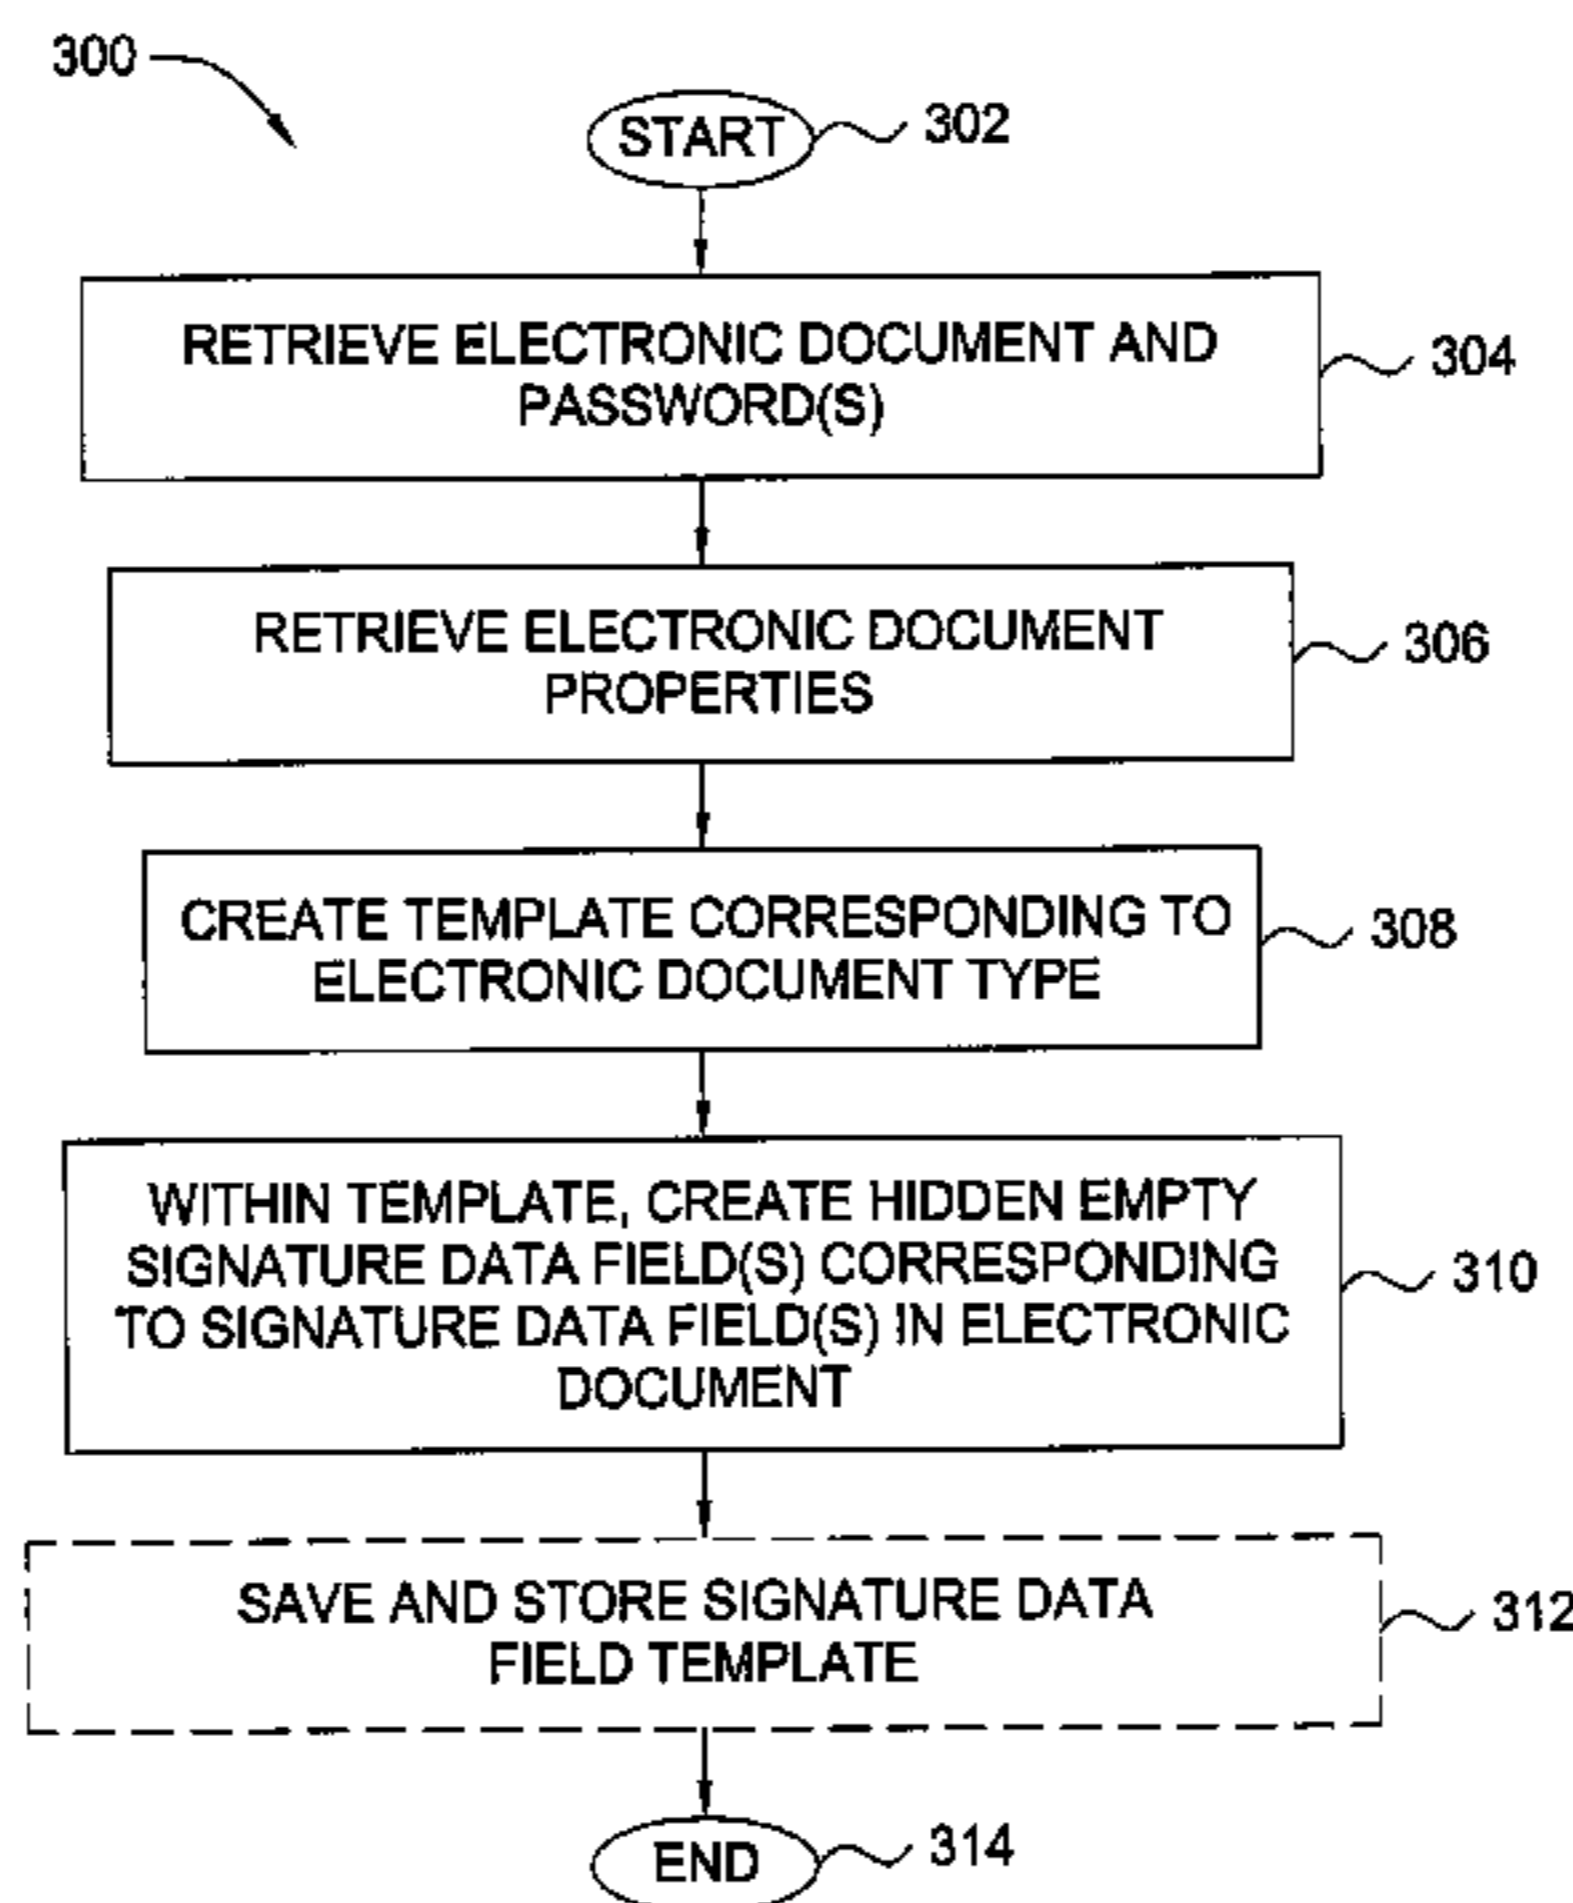 300
START
302
RETRIEVE ELECTRONIC DOCUMENT AND
PASSWORD(S)
304
RETRIEVE ELECTRONIC DOCUMENT
PROPERTIES
306
CREATE TEMPLATE CORRESPONDING TO
ELECTRONIC DOCUMENT TYPE
308
WITHIN TEMPLATE, CREATE HIDDEN EMPTY
SIGNATURE DATA FIELD(S) CORRESPONDING
TO SIGNATURE DATA FIELD(S) IN ELECTRONIC
DOCUMENT
310
SAVE AND STORE SIGNATURE DATA
FIELD TEMPLATE
312
END
314